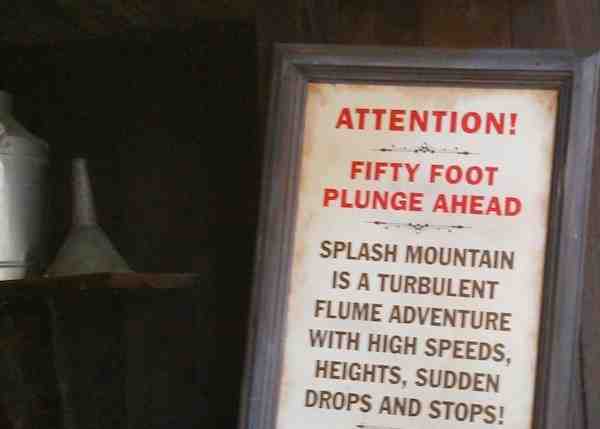 ATTENTION!
FIFTY FOOT
PLUNGE AHEAD
SPLASH MOUNTAIN
IS A TURBULENT
FLUME ADVENTURE
WITH HIGH SPEEDS,
HEIGHTS, SUDDEN
DROPS AND STOPS!